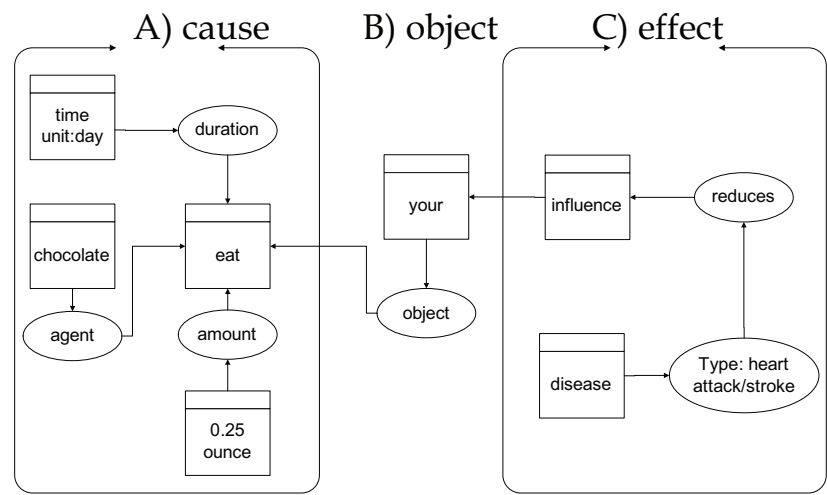 A) cause
B) object
C) effect
time
unit:day
duration
chocolate
eat
agent
amount
0.25
ounce
your
object
influence
reduces
disease
Type: heart
attack/stroke